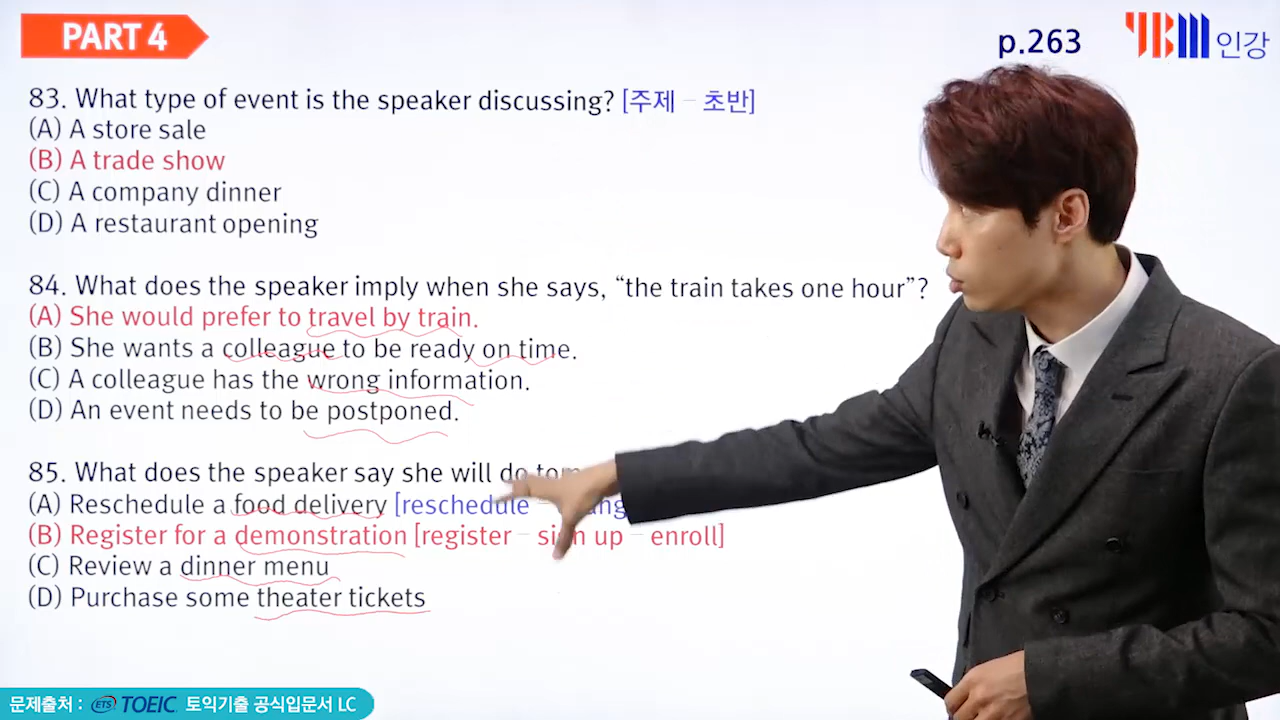 PART 4
p.263
YBM 인강
83. What type of event is the speaker discussing? [주제 - 초반]
(A) A store sale
(B) A trade show
(C) A company dinner
(D) A restaurant opening
84. What does the speaker imply when she says, “the train takes one hour”?
(A) She would prefer to travel by train.
(B) She wants a colleague to be ready on time.
(C) A colleague has the wrong information.
(D) An event needs to be postponed.
85. What does the speaker say she will do
(A) Reschedule a food delivery [reschedule
(B) Register for a demonstration [register - sign up - enroll]
(C) Review a dinner menu
(D) Purchase some theater tickets
문제출처 : ETS TOEIC 토익기출 공식입문서 LC